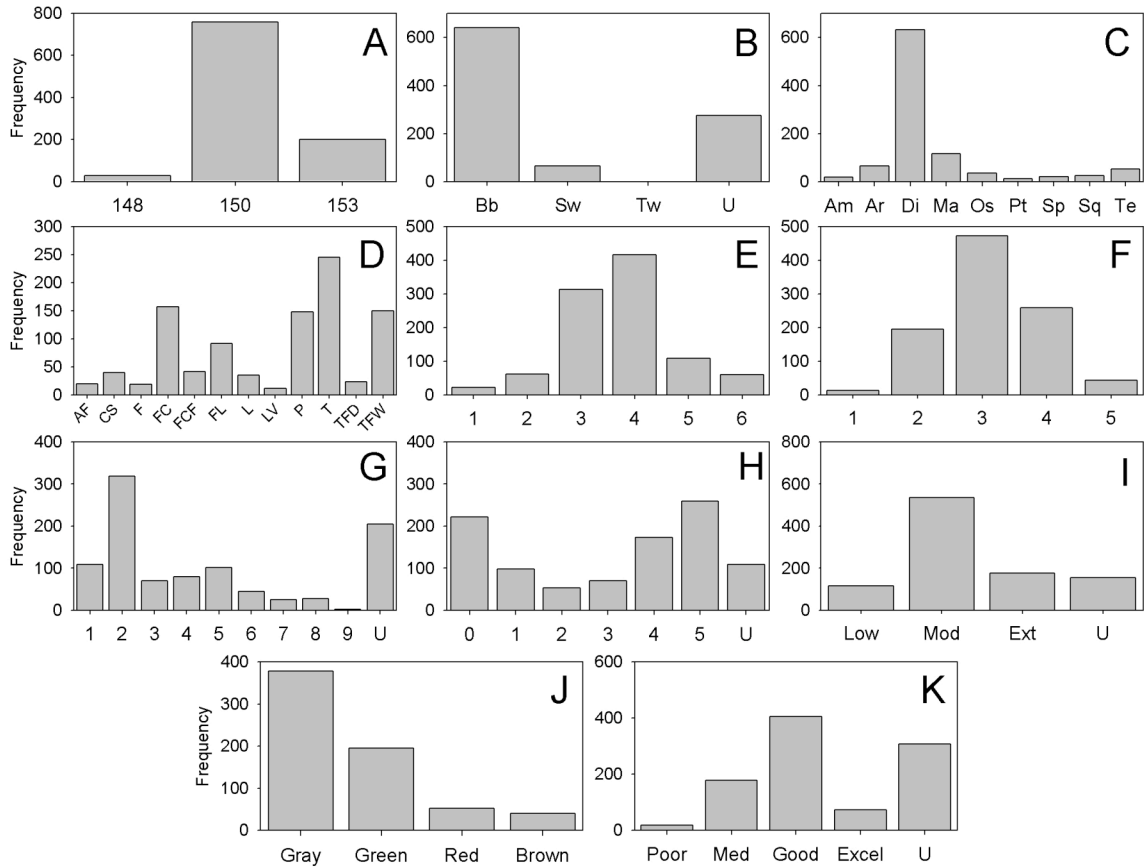 A
Frequency
800
600
400
200
0
148 150 153
B
600
400
200
0
Bb Sw Tw U
C
600
400
200
0
Am Ar Di Ma Os Pt Sp Sq Te
D
Frequency
300
250
200
150
100
50
0
AF CS F FC FCF FL L LV P T TFD TFW
E
500
400
300
200
100
0
1 2 3 4 5 6
F
500
400
300
200
100
0
1 2 3 4 5
G
Frequency
400
300
200
100
0
1 2 3 4 5 6 7 8 9 U
H
400
300
200
100
0
0 1 2 3 4 5 U
I
800
600
400
200
0
Low Mod Ext U
J
Frequency
400
300
200
100
0
Gray Green Red Brown
K
600
400
200
0
Poor Med Good Excel U